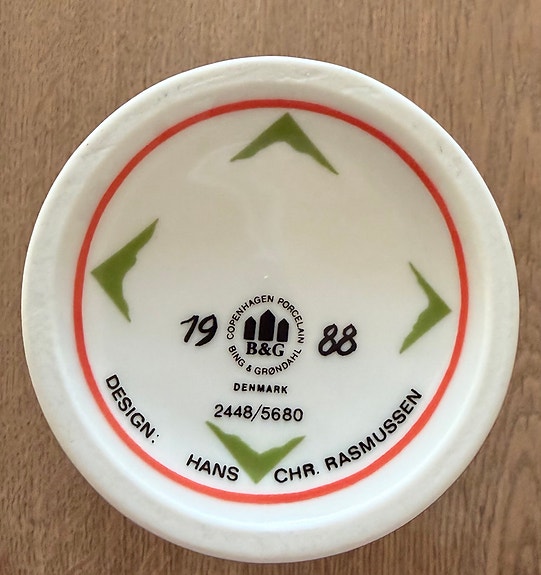 19 88
COPENHAGEN PORCELAIN
B&G
BING & GRØNDAHL
DENMARK
2448/5680
DESIGN: HANS CHR. RASMUSSEN